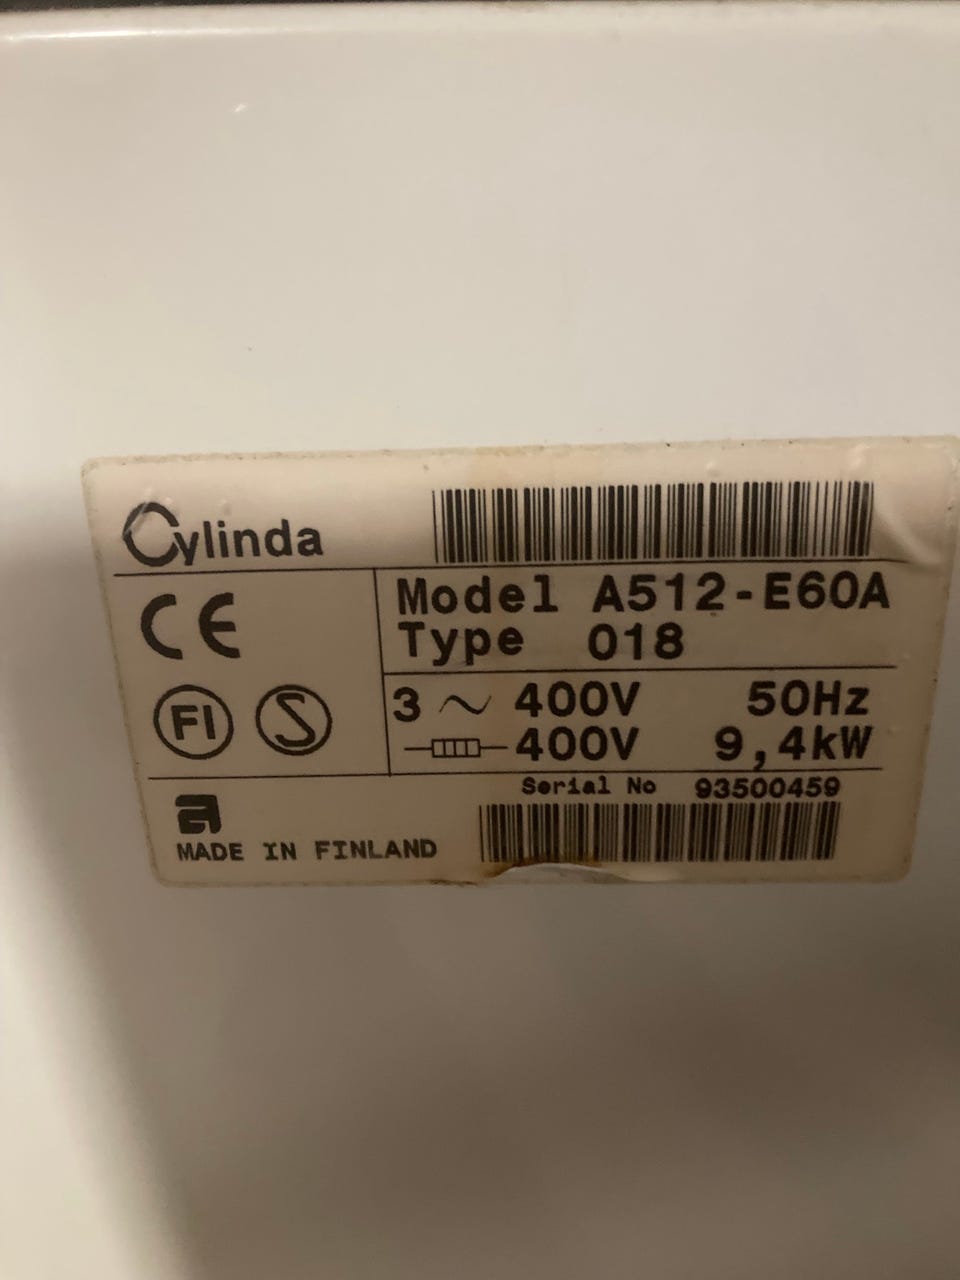 Cylinda
CE
Model A512-E60A
Type 018
FI S
3 ~ 400V 50Hz
400V 9,4kW
Serial No 93500459
a
MADE IN FINLAND